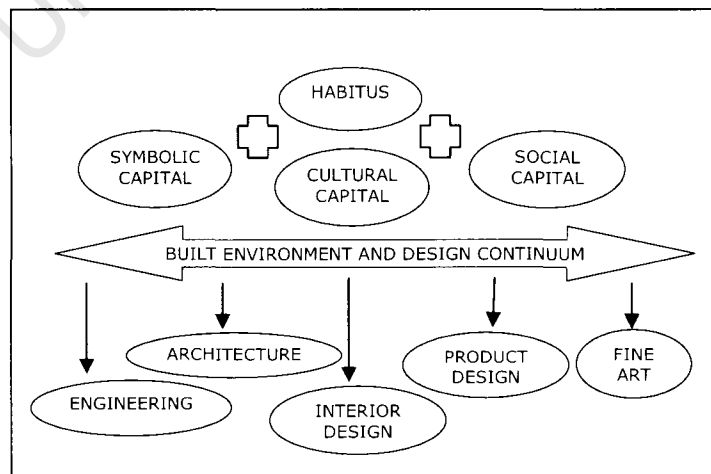 HABITUS
SYMBOLIC
CAPITAL
CULTURAL
CAPITAL
SOCIAL
CAPITAL
BUILT ENVIRONMENT AND DESIGN CONTINUUM
ARCHITECTURE
PRODUCT
DESIGN
FINE
ART
ENGINEERING
INTERIOR
DESIGN